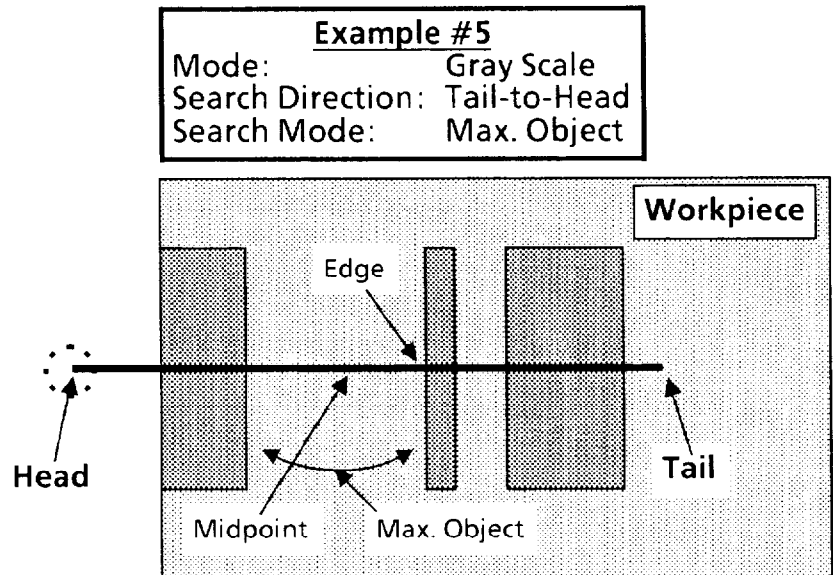 Example #5
Mode: Gray Scale
Search Direction: Tail-to-Head
Search Mode: Max. Object
Workpiece
Edge
Head
Tail
Midpoint
Max. Object